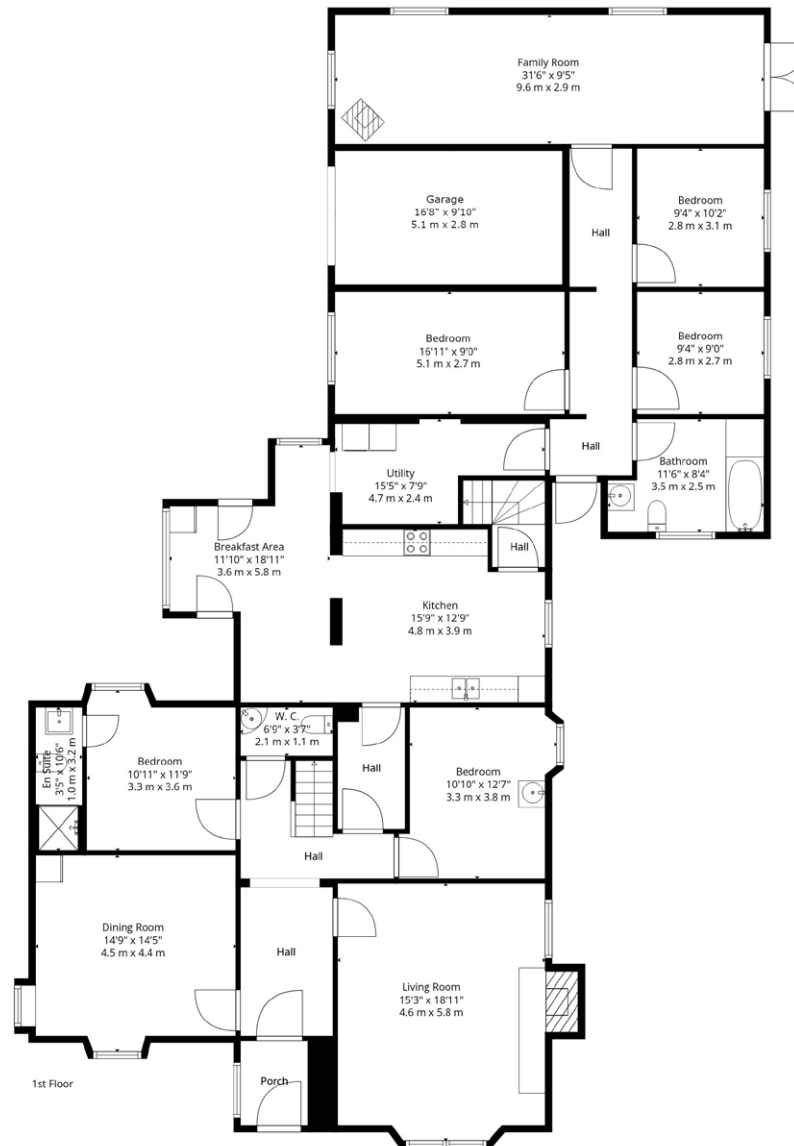 Family Room
31'6" x 9'5"
9.6 m x 2.9 m
Garage
16'8" x 9'10"
5.1 m x 2.8 m
Hall
Bedroom
9'4" x 10'2"
2.8 m x 3.1 m
Bedroom
16'11" x 9'0"
5.1 m x 2.7 m
Bedroom
9'4" x 9'0"
2.8 m x 2.7 m
Utility
15'5" x 7'9"
4.7 m x 2.4 m
Hall
Bathroom
11'6" x 8'4"
3.5 m x 2.5 m
Breakfast Area
11'10" x 18'11"
3.6 m x 5.8 m
Hall
Kitchen
15'9" x 12'9"
4.8 m x 3.9 m
En Suite
3'5" x 10'6"
1.0 m x 3.2 m
Bedroom
10'11" x 11'9"
3.3 m x 3.6 m
W. C.
6'9" x 3'7"
2.1 m x 1.1 m
Hall
Bedroom
10'10" x 12'7"
3.3 m x 3.8 m
Hall
Dining Room
14'9" x 14'5"
4.5 m x 4.4 m
Hall
Living Room
15'3" x 18'11"
4.6 m x 5.8 m
Porch
1st Floor